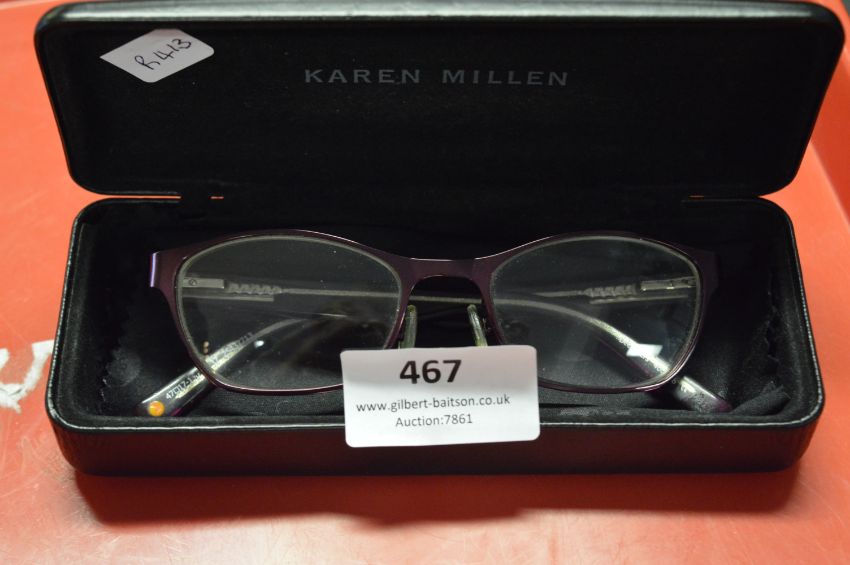 R413
KAREN MILLEN
467
www.gilbert-baitson.co.uk
Auction:7861